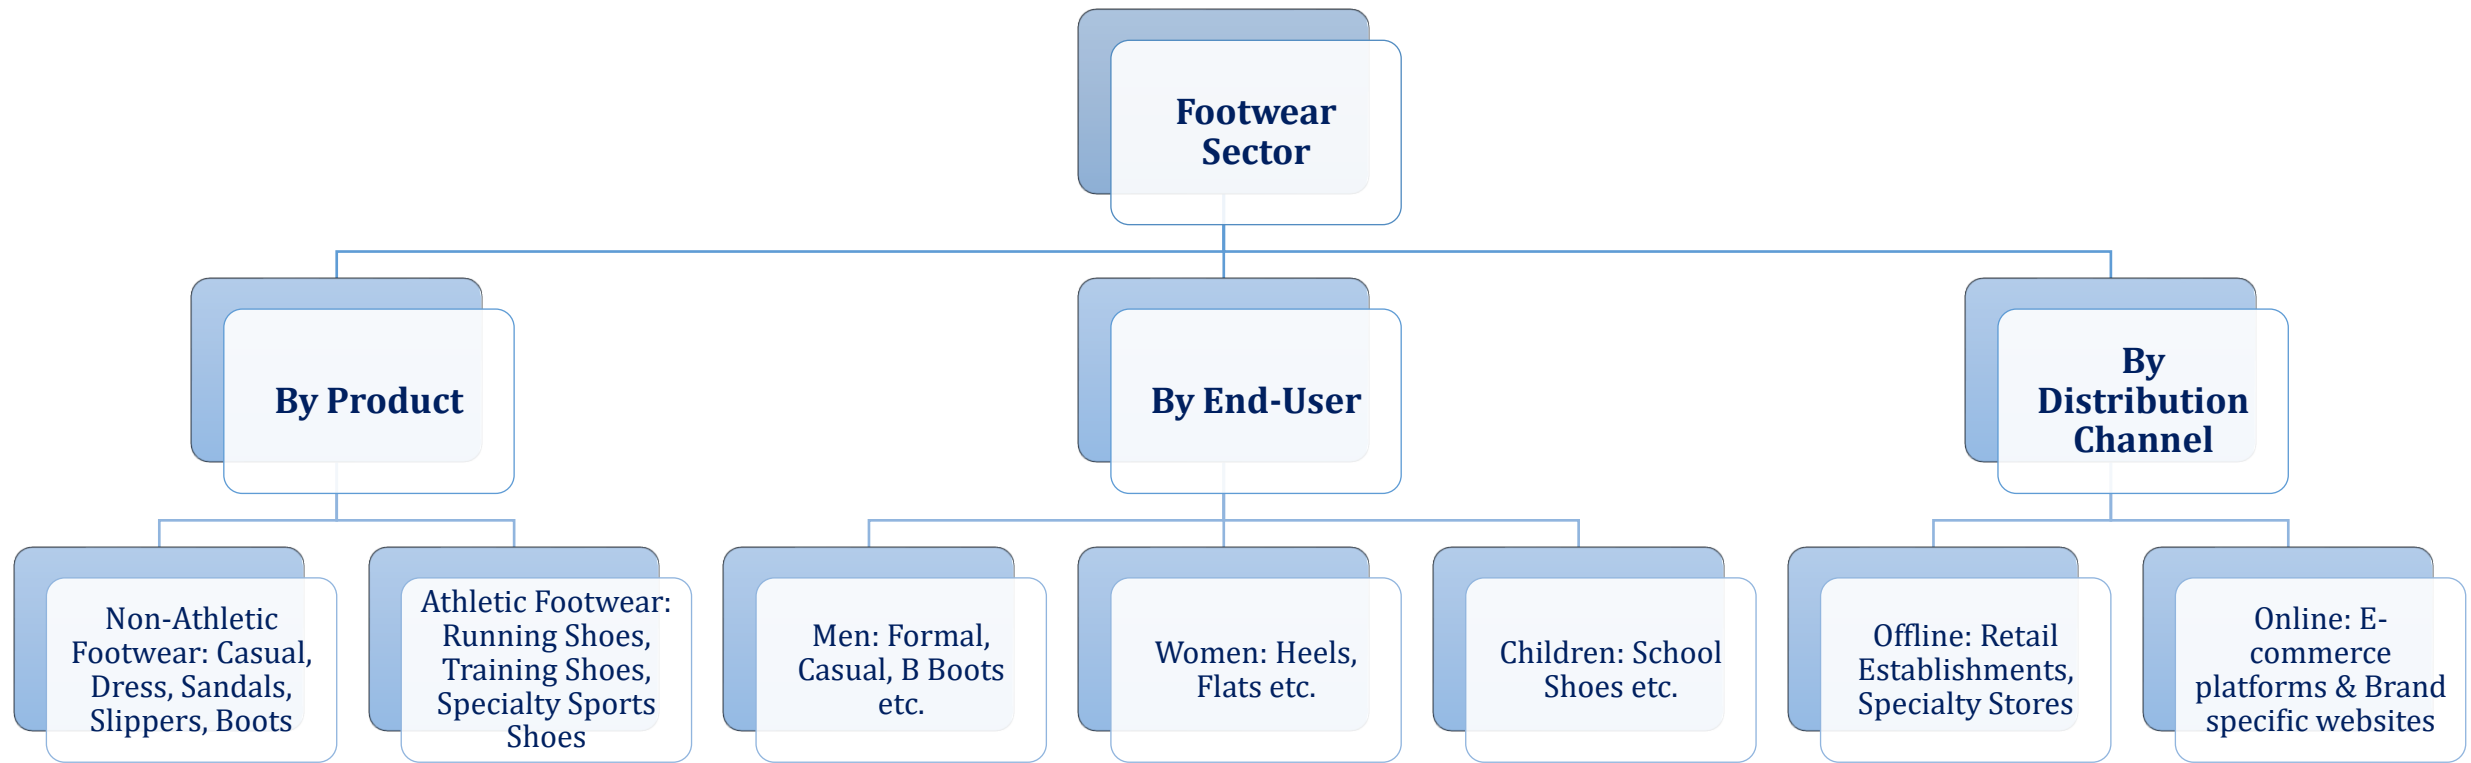 Footwear
Sector
By Product
By End-User
By
Distribution
Channel
Non-Athletic
Footwear: Casual,
Dress, Sandals,
Slippers, Boots
Athletic Footwear:
Running Shoes,
Training Shoes,
Specialty Sports
Shoes
Men: Formal,
Casual, B Boots
etc.
Women: Heels,
Flats etc.
Children: School
Shoes etc.
Offline: Retail
Establishments,
Specialty Stores
Online: E-
commerce
platforms & Brand
specific websites